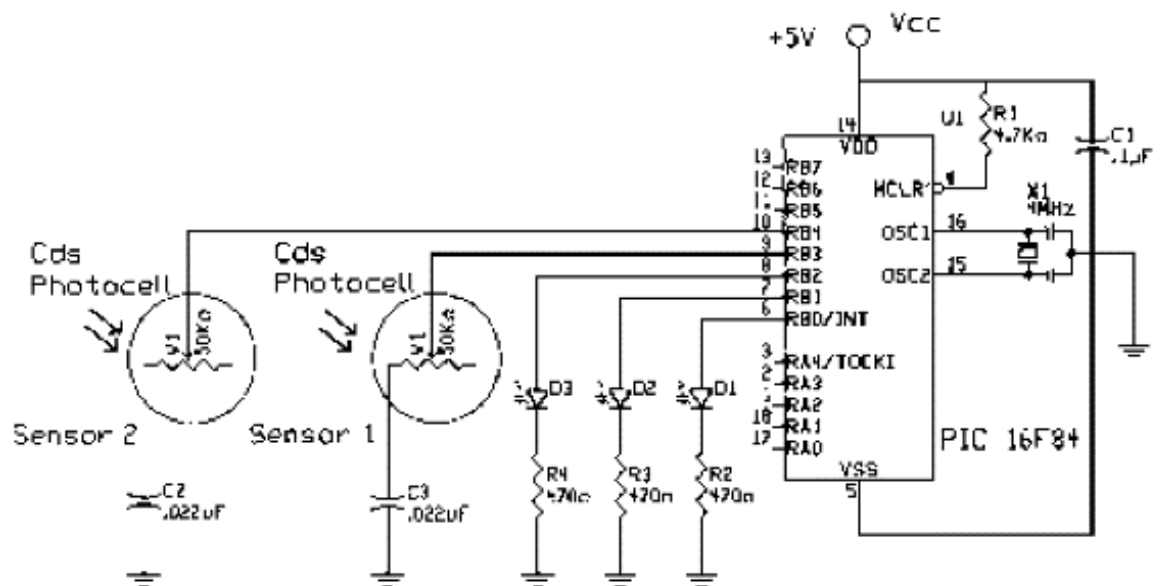 +5V
Vcc
U1
R1
4.7KΩ
C1
.1µF
14
VDD
13
RB7
12
RB6
RB5
10
RB4
9
RB3
8
RB2
7
RB1
6
RB0/INT
3
RA4/TOCKI
2
RA3
RA2
18
RA1
17
RA0
MCLR
4
X1
4MHz
OSC1
16
OSC2
15
VSS
5
PIC 16F84
Cds
Photocell
V1
50KΩ
Sensor 2
C2
.022uF
Cds
Photocell
V1
50KΩ
Sensor 1
C3
.022uF
D3
D2
D1
R4
470Ω
R3
470Ω
R2
470Ω